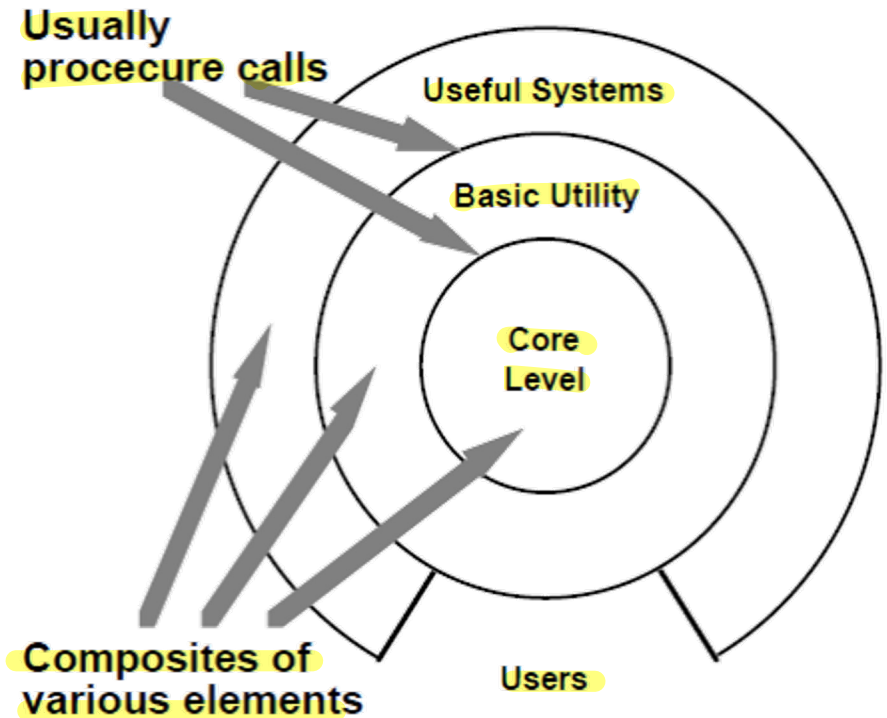 Usually
procecure calls
Useful Systems
Basic Utility
Core
Level
Composites of
various elements
Users